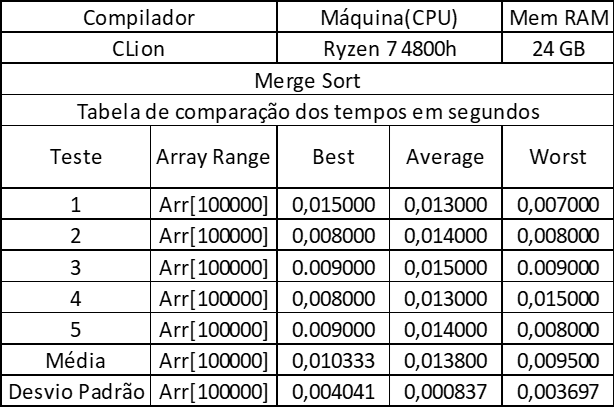 Compilador Máquina(CPU) Mem RAM
CLion Ryzen 7 4800h 24 GB
Merge Sort
Tabela de comparação dos tempos em segundos
Teste Array Range Best Average Worst
1 Arr[100000] 0,015000 0,013000 0,007000
2 Arr[100000] 0,008000 0,014000 0,008000
3 Arr[100000] 0.009000 0,015000 0.009000
4 Arr[100000] 0,008000 0,013000 0,015000
5 Arr[100000] 0.009000 0,014000 0,008000
Média Arr[100000] 0,010333 0,013800 0,009500
Desvio Padrão Arr[100000] 0,004041 0,000837 0,003697